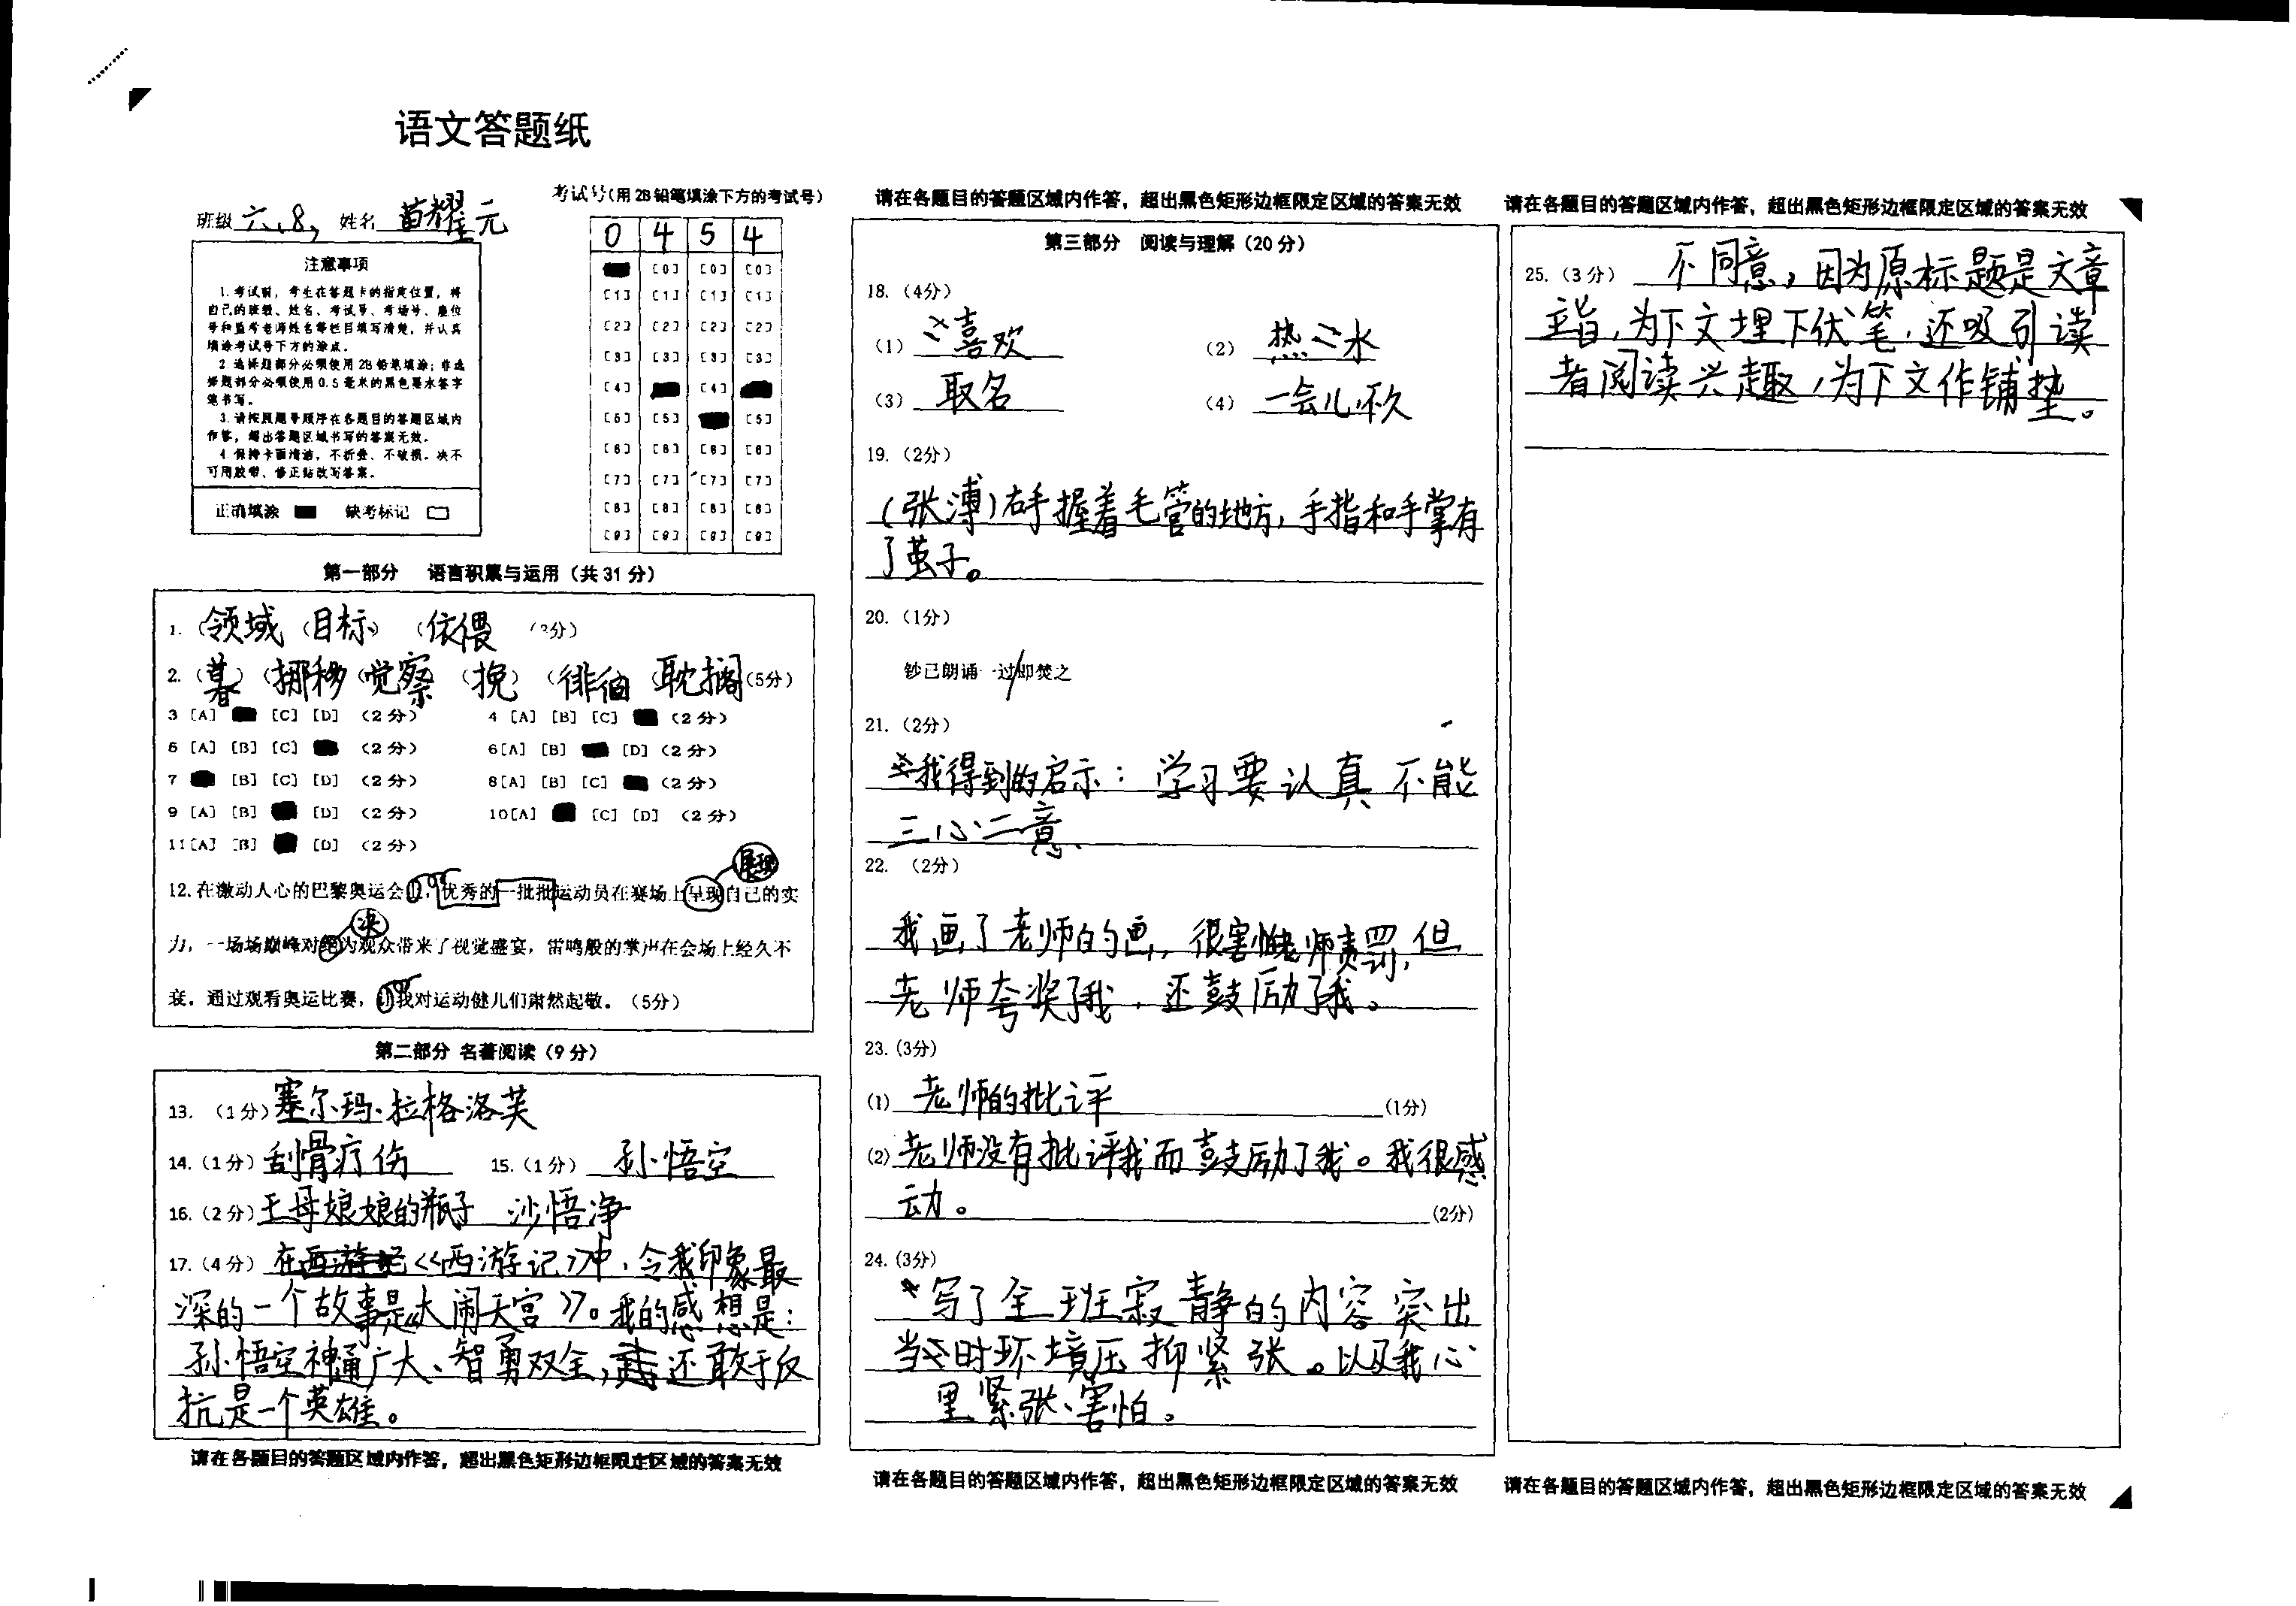 语文答题纸
班级 六、8, 姓名 苗耀元
考试号(用2B铅笔填涂下方的考试号)
0 4 5 4
[0] [0] [0]
[1] [1] [1] [1]
[2] [2] [2] [2]
[3] [3] [3] [3]
[4] [4]
[5] [5] [5]
[6] [6] [6] [6]
[7] [7] [7] [7]
[8] [8] [8] [8]
[9] [9] [9] [9]
注意事项
1.考试前,考生在答题卡的指定位置,将
自己的班级、姓名、考试号、考场号、座位
号和监考老师姓名等栏目填写清楚,并认真
填涂考试号下方的涂点。
2.选择题部分必须使用2B铅笔填涂;非选
择题部分必须使用0.5毫米的黑色墨水签字
笔书写。
3.请按照题号顺序在各题目的答题区域内
作答,超出答题区域书写的答案无效。
4.保持卡面清洁,不折叠、不破损。决不
可用胶带、修正贴改写答案。
正确填涂 缺考标记
第一部分 语言积累与运用(共31分)
1.(领域 (目标) (依偎 (3分)
2.(暮)(挪移(觉察 (挽)(徘徊 (耽搁(5分)
3 [A] [C] [D] (2分) 4 [A] [B] [C] (2分)
5 [A] [B] [C] (2分) 6[A] [B] [D](2分)
7 [B] [C] [D] (2分) 8[A] [B] [C] (2分)
9 [A] [B] [D] (2分) 10[A] [C] [D] (2分)
11[A] [B] [D] (2分)
展现
12.在激动人心的巴黎奥运会上,优秀的一批批运动员在赛场上呈现自己的实
决
力,一场场巅峰对绝为观众带来了视觉盛宴,雷鸣般的掌声在会场上经久不
衰。通过观看奥运比赛,让我对运动健儿们肃然起敬。(5分)
第二部分 名著阅读(9分)
13.(1分)塞尔玛·拉格洛芙
14.(1分)刮骨疗伤 15.(1分) 孙悟空
16.(2分)王母娘娘的瓶子 沙悟净
17.(4分) 在《西游记》中,令我印象最
深的一个故事是《大闹天宫》。我的感想是:
孙悟空神通广大、智勇双全,还敢于反
抗是一个英雄。
请在各题目的答题区域内作答,超出黑色矩形边框限定区域的答案无效
请在各题目的答题区域内作答,超出黑色矩形边框限定区域的答案无效
第三部分 阅读与理解(20分)
18.(4分)
(1) 喜欢 (2) 热水
(3) 取名 (4) 一会儿,不久
19.(2分)
(张溥)右手握着毛管的地方,手指和手掌有
了茧子。
20.(1分)
钞已朗诵一过/即焚之
21.(2分)
我得到的启示:学习要认真 不能
三心二意
22.(2分)
我画了老师的画,很害怕老师责罚,但
老师夸奖了我,还鼓励了我。
23.(3分)
(1) 老师的批评 (1分)
(2)老师没有批评我而鼓励了我。我很感
动。 (2分)
24.(3分)
写了全班寂静的内容突出
当时环境压抑紧张。以及我心
里紧张、害怕。
请在各题目的答题区域内作答,超出黑色矩形边框限定区域的答案无效
请在各题目的答题区域内作答,超出黑色矩形边框限定区域的答案无效
25.(3分) 不同意,因为原标题是文章
主旨,为下文埋下伏笔,还吸引读
者阅读兴趣,为下文作铺垫。
请在各题目的答题区域内作答,超出黑色矩形边框限定区域的答案无效